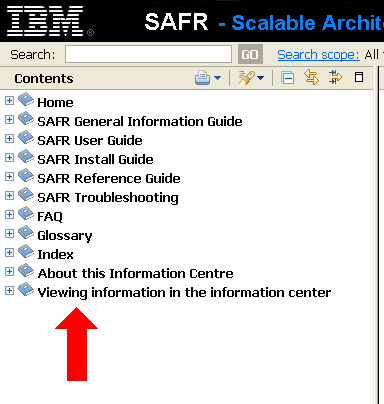 IBM® SAFR - Scalable Archit
Search: GO Search scope: All t
Contents
Home
SAFR General Information Guide
SAFR User Guide
SAFR Install Guide
SAFR Reference Guide
SAFR Troubleshooting
FAQ
Glossary
Index
About this Information Centre
Viewing information in the information center